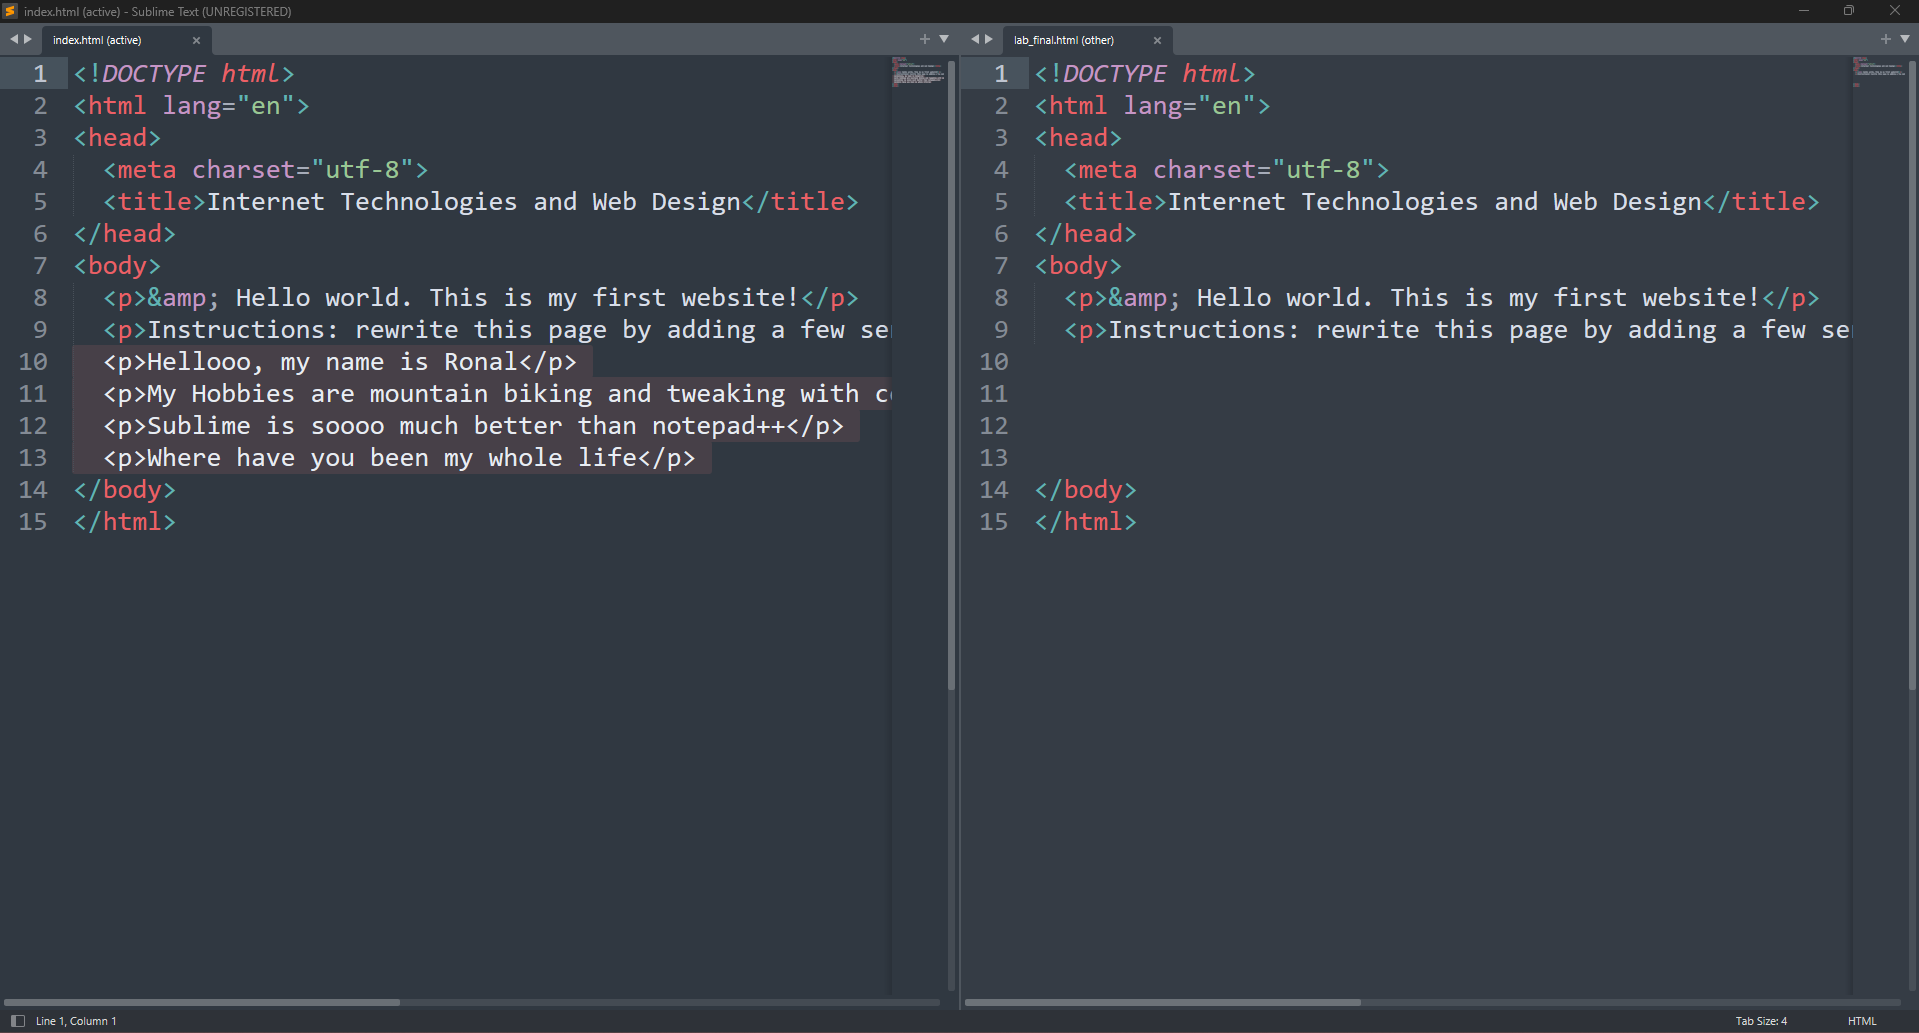 index.html (active) - Sublime Text (UNREGISTERED)
index.html (active)
1 <!DOCTYPE html>
2 <html lang="en">
3 <head>
4   <meta charset="utf-8">
5   <title>Internet Technologies and Web Design</title>
6 </head>
7 <body>
8   <p>&amp; Hello world. This is my first website!</p>
9   <p>Instructions: rewrite this page by adding a few
10   <p>Hellooo, my name is Ronal</p>
11   <p>My Hobbies are mountain biking and tweaking with
12   <p>Sublime is soooo much better than notepad++</p>
13   <p>Where have you been my whole life</p>
14 </body>
15 </html>
lab_final.html (other)
1 <!DOCTYPE html>
2 <html lang="en">
3 <head>
4   <meta charset="utf-8">
5   <title>Internet Technologies and Web Design</title>
6 </head>
7 <body>
8   <p>&amp; Hello world. This is my first website!</p>
9   <p>Instructions: rewrite this page by adding a few
10
11
12
13
14 </body>
15 </html>
Line 1, Column 1
Tab Size: 4
HTML